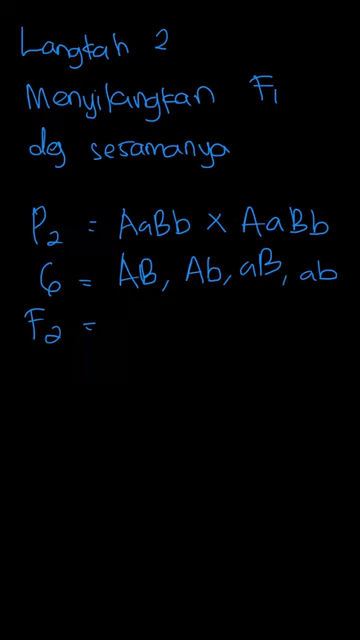 Langkah 2
Menyilangkan F₁
dg sesamanya
P₂ = AaBb × AaBb
G = AB, Ab, aB, ab
F₂ =